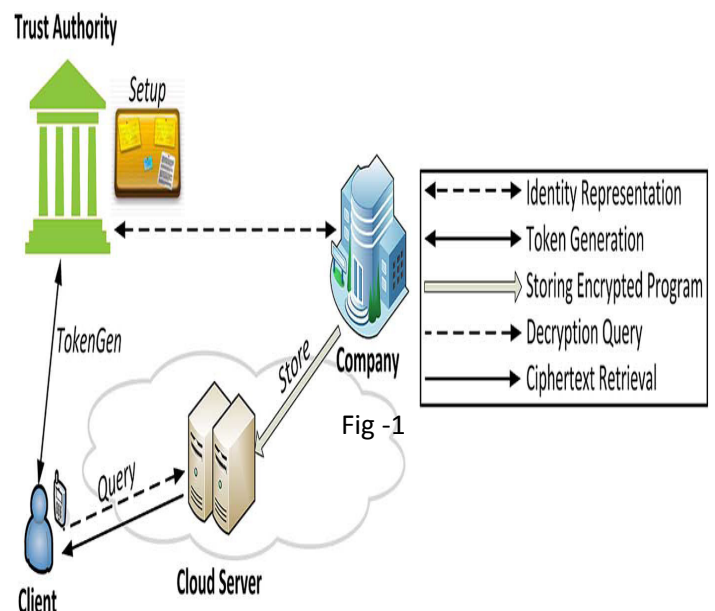 Trust Authority
Setup
Identity Representation
Token Generation
Storing Encrypted Program
Decryption Query
Ciphertext Retrieval
TokenGen
Store
Company
Fig -1
Query
Cloud Server
Client